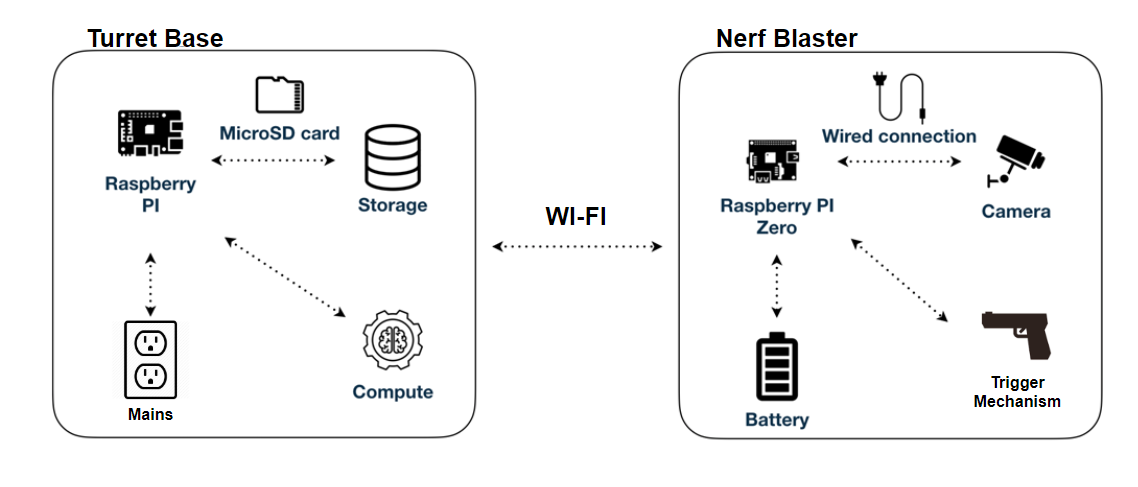 Turret Base
MicroSD card
Raspberry
PI
Storage
Mains
Compute
WI-FI
Nerf Blaster
Wired connection
Raspberry PI
Zero
Camera
Battery
Trigger
Mechanism